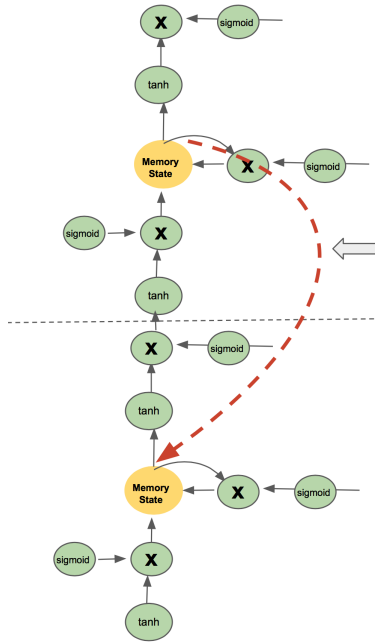 X
sigmoid
tanh
Memory
State
X
sigmoid
sigmoid
X
tanh
X
sigmoid
tanh
Memory
State
X
sigmoid
sigmoid
X
tanh